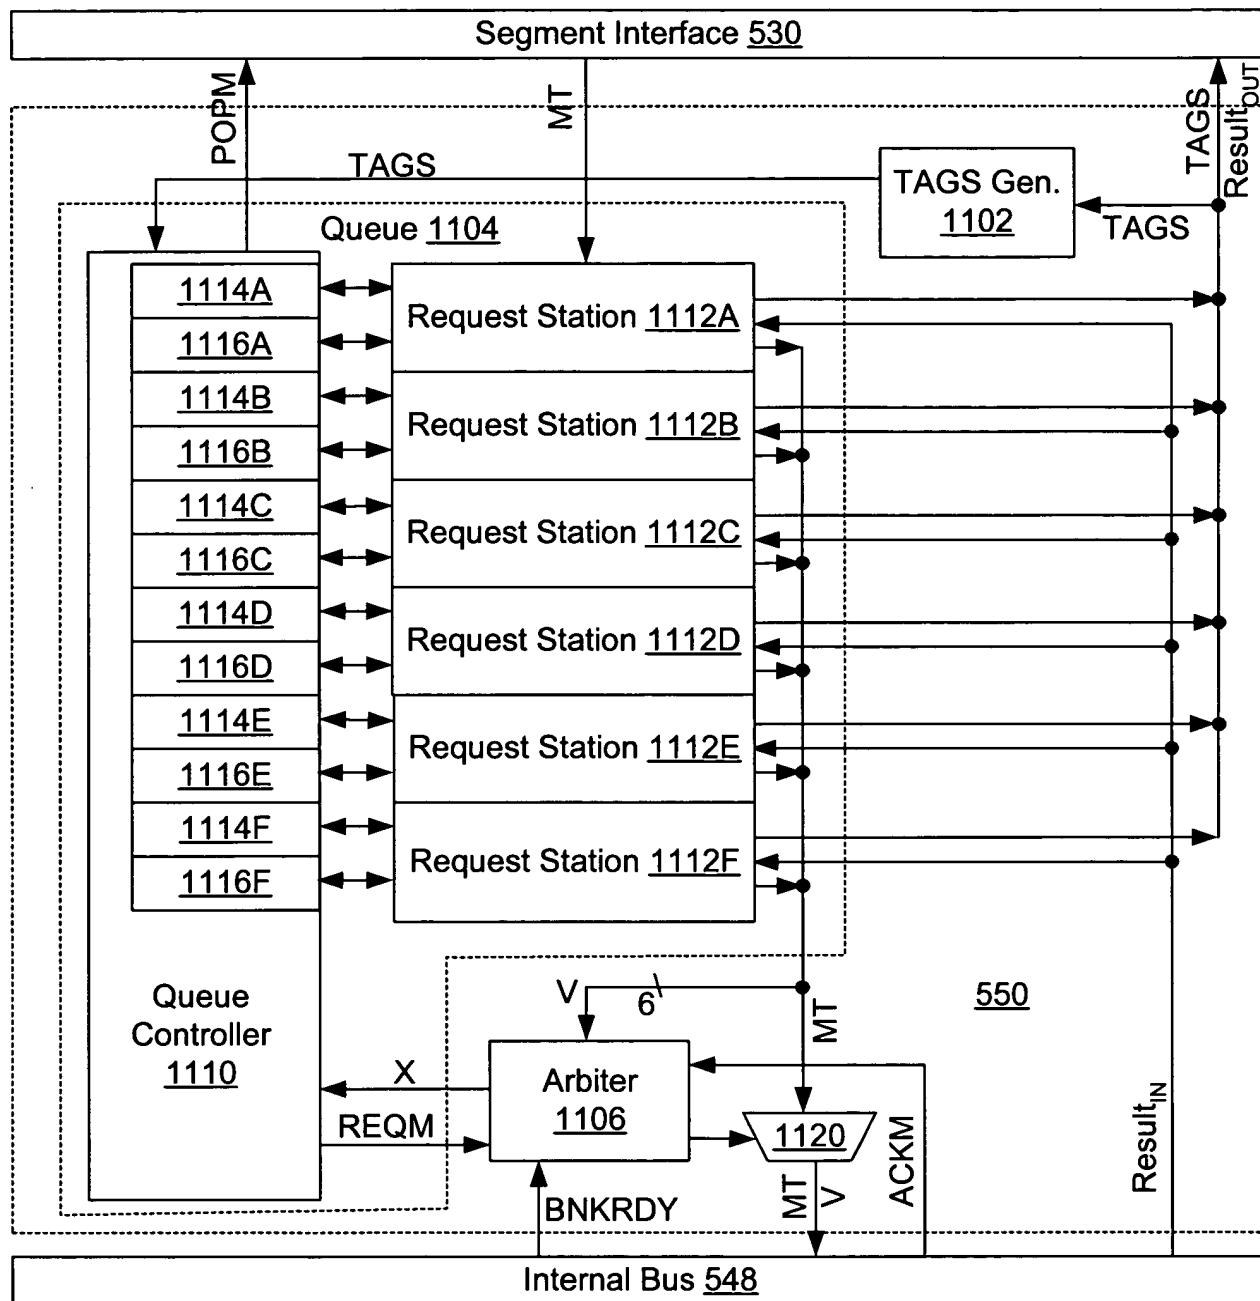 Segment Interface 530
POPM
MT
TAGS
Result_OUT
TAGS
TAGS Gen.
1102
TAGS
Queue 1104
1114A
1116A
1114B
1116B
1114C
1116C
1114D
1116D
1114E
1116E
1114F
1116F
Request Station 1112A
Request Station 1112B
Request Station 1112C
Request Station 1112D
Request Station 1112E
Request Station 1112F
Queue
Controller
1110
V
6
MT
550
X
REQM
Arbiter
1106
1120
ACKM
Result_IN
BNKRDY
MT
V
Internal Bus 548